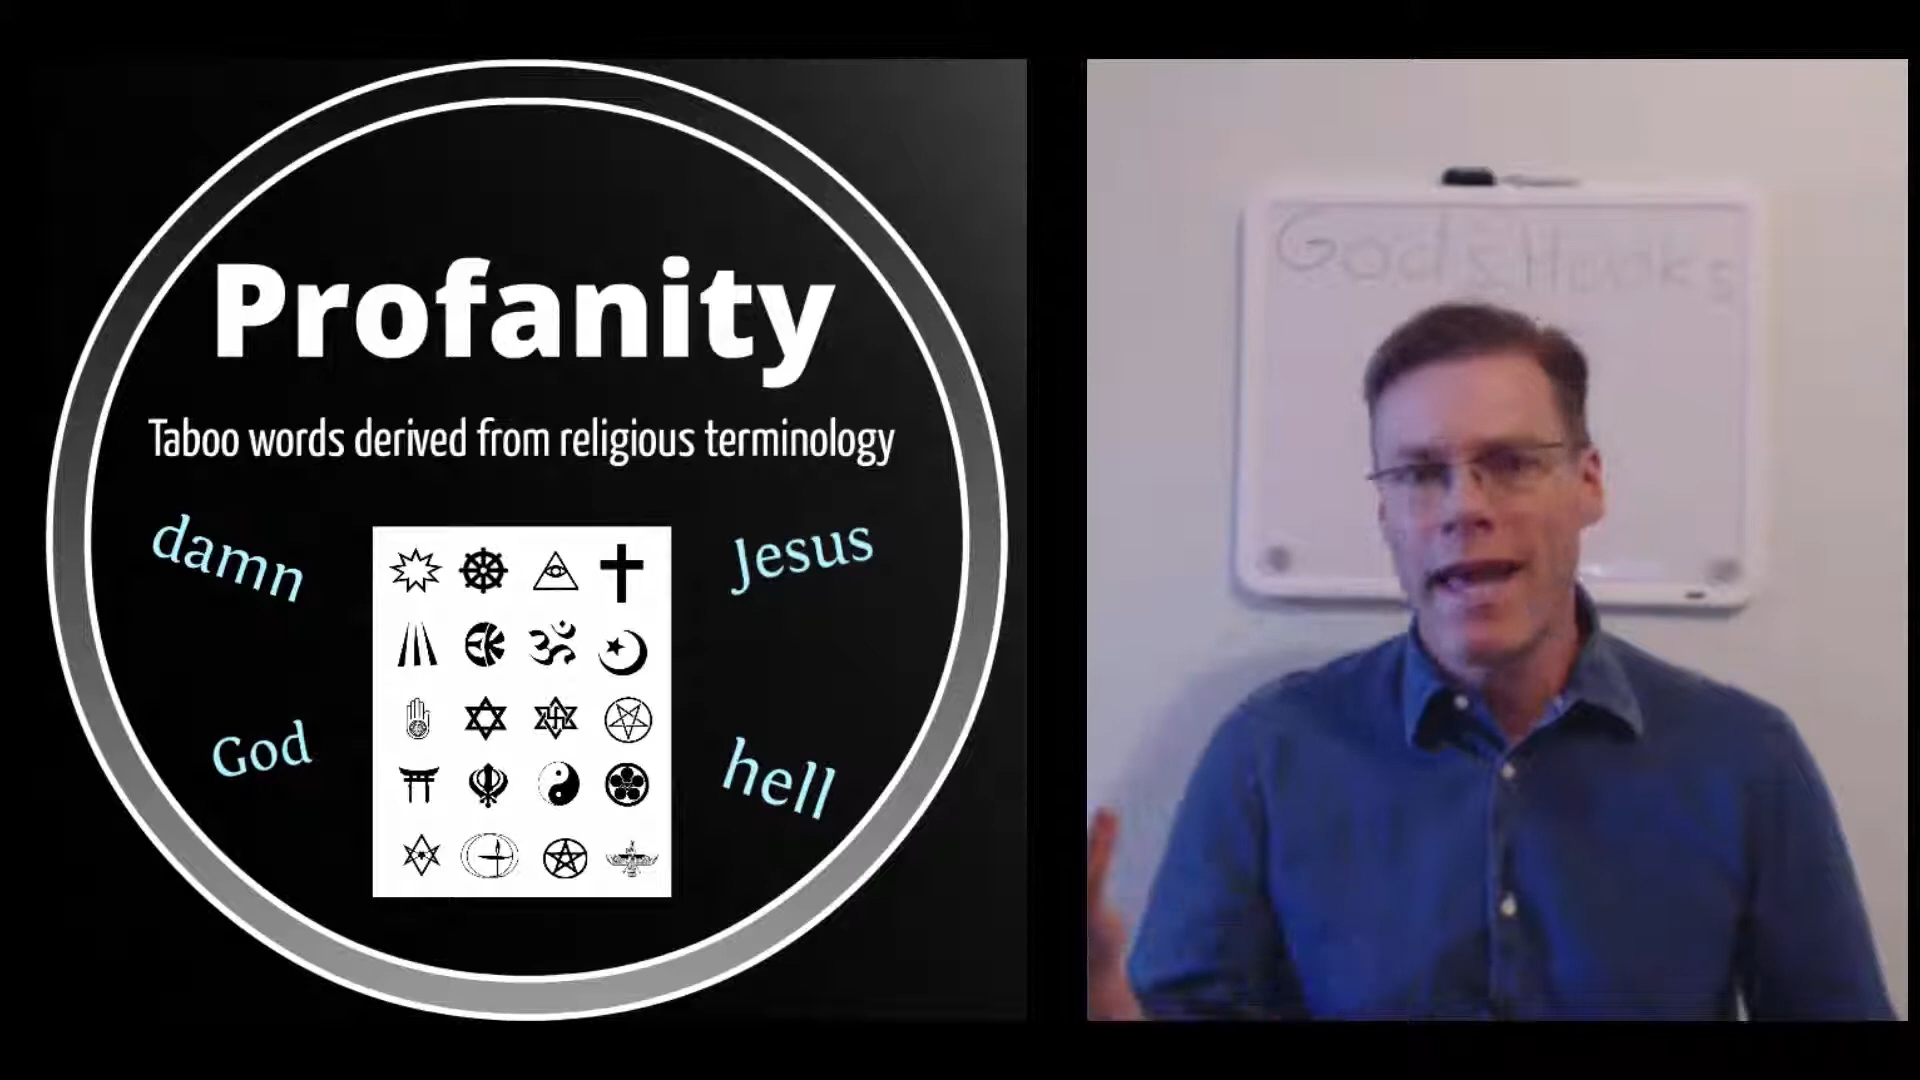 Profanity
Taboo words derived from religious terminology
damn
Jesus
God
hell